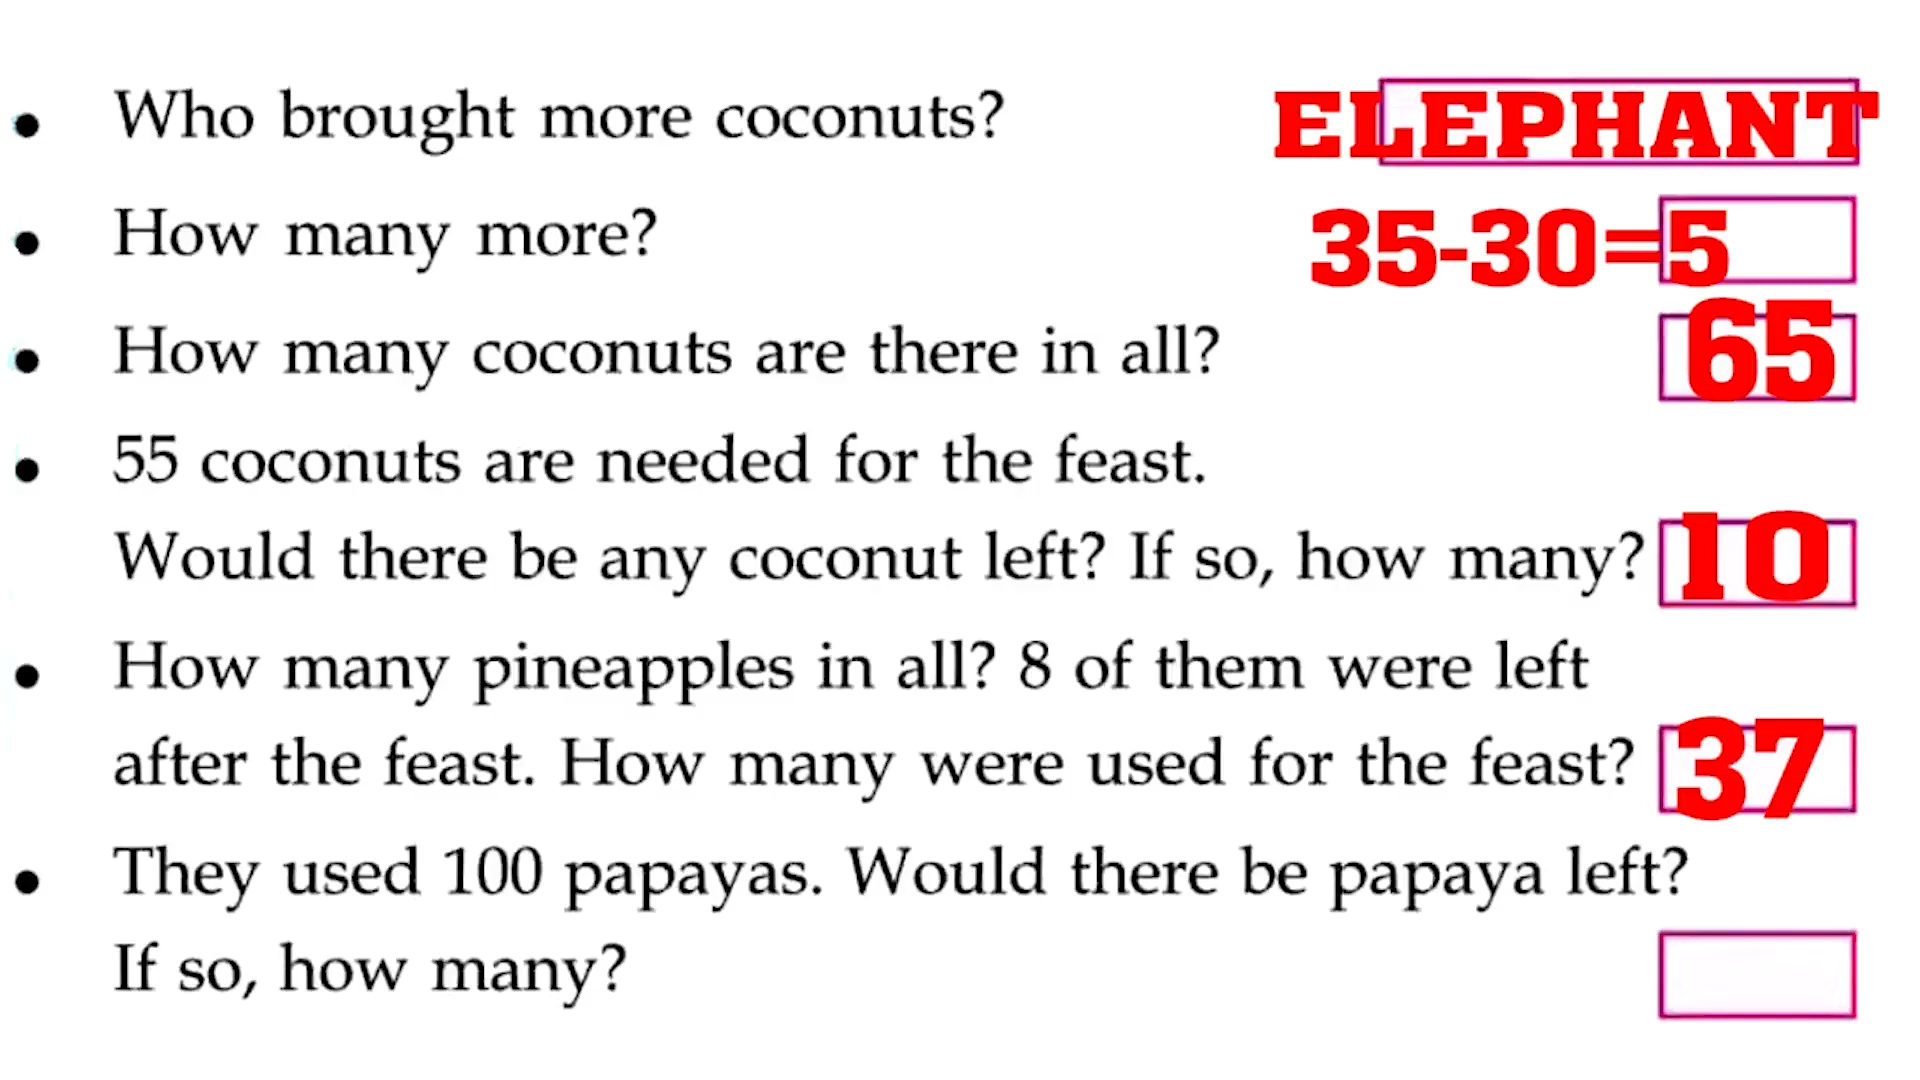 Who brought more coconuts? ELEPHANT
How many more? 35-30=5
How many coconuts are there in all? 65
55 coconuts are needed for the feast.
Would there be any coconut left? If so, how many? 10
How many pineapples in all? 8 of them were left
after the feast. How many were used for the feast? 37
They used 100 papayas. Would there be papaya left?
If so, how many?